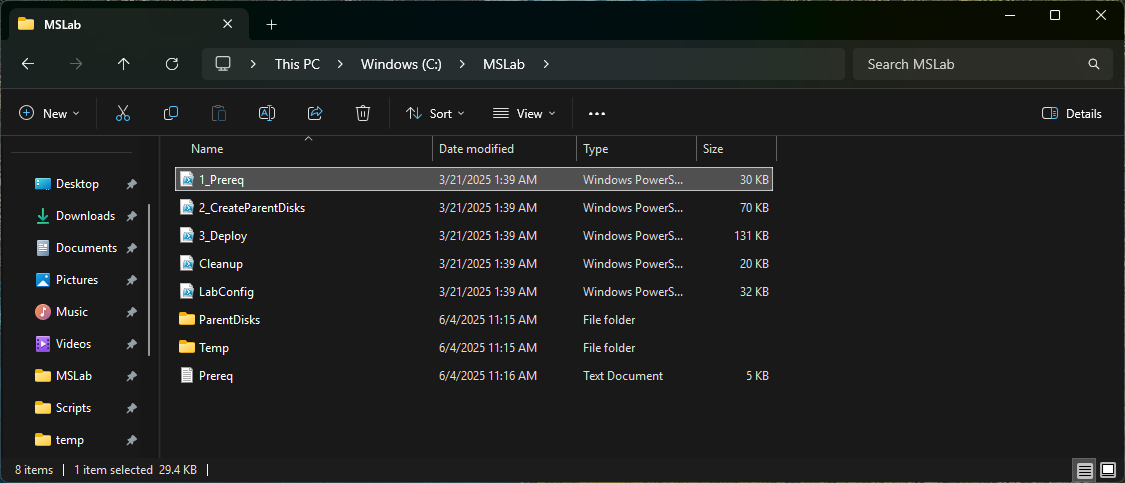 MSLab
This PC Windows (C:) MSLab Search MSLab
New Sort View ••• Details
Name Date modified Type Size
Desktop
Downloads
Documents
Pictures
Music
Videos
MSLab
Scripts
temp
1_Prereq 3/21/2025 1:39 AM Windows PowerS... 30 KB
2_CreateParentDisks 3/21/2025 1:39 AM Windows PowerS... 70 KB
3_Deploy 3/21/2025 1:39 AM Windows PowerS... 131 KB
Cleanup 3/21/2025 1:39 AM Windows PowerS... 20 KB
LabConfig 3/21/2025 1:39 AM Windows PowerS... 32 KB
ParentDisks 6/4/2025 11:15 AM File folder
Temp 6/4/2025 11:15 AM File folder
Prereq 6/4/2025 11:16 AM Text Document 5 KB
8 items 1 item selected 29.4 KB